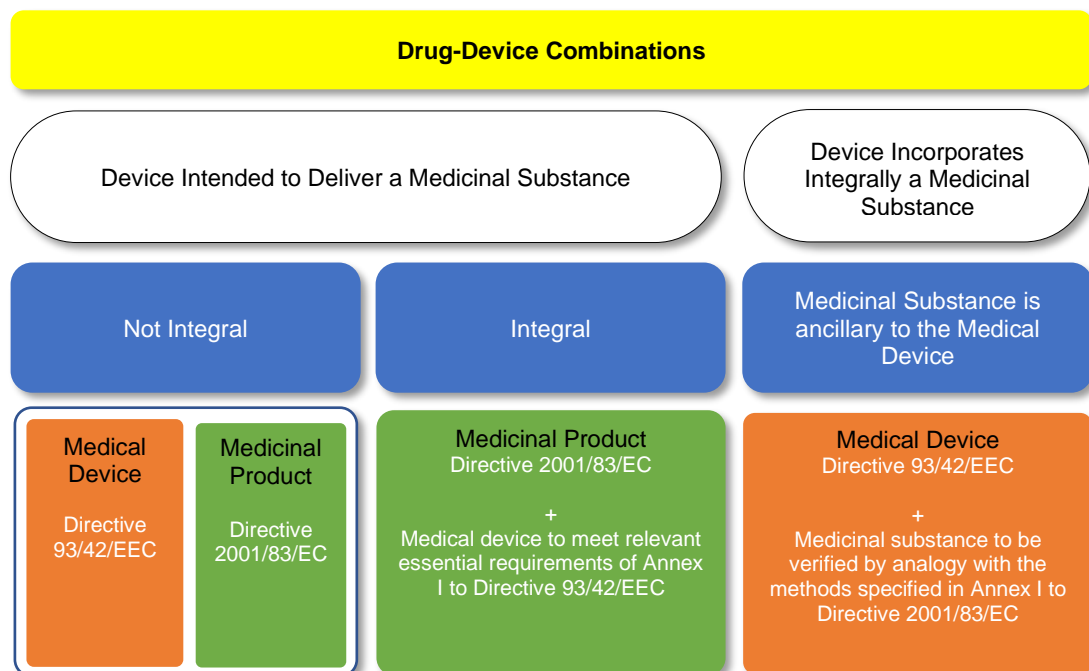 Drug-Device Combinations
Device Intended to Deliver a Medicinal Substance
Device Incorporates
Integrally a Medicinal
Substance
Not Integral
Integral
Medicinal Substance is
ancillary to the Medical
Device
Medical
Device
Directive
93/42/EEC
Medicinal
Product
Directive
2001/83/EC
Medicinal Product
Directive 2001/83/EC
+
Medical device to meet relevant
essential requirements of Annex
I to Directive 93/42/EEC
Medical Device
Directive 93/42/EEC
+
Medicinal substance to be
verified by analogy with the
methods specified in Annex I to
Directive 2001/83/EC